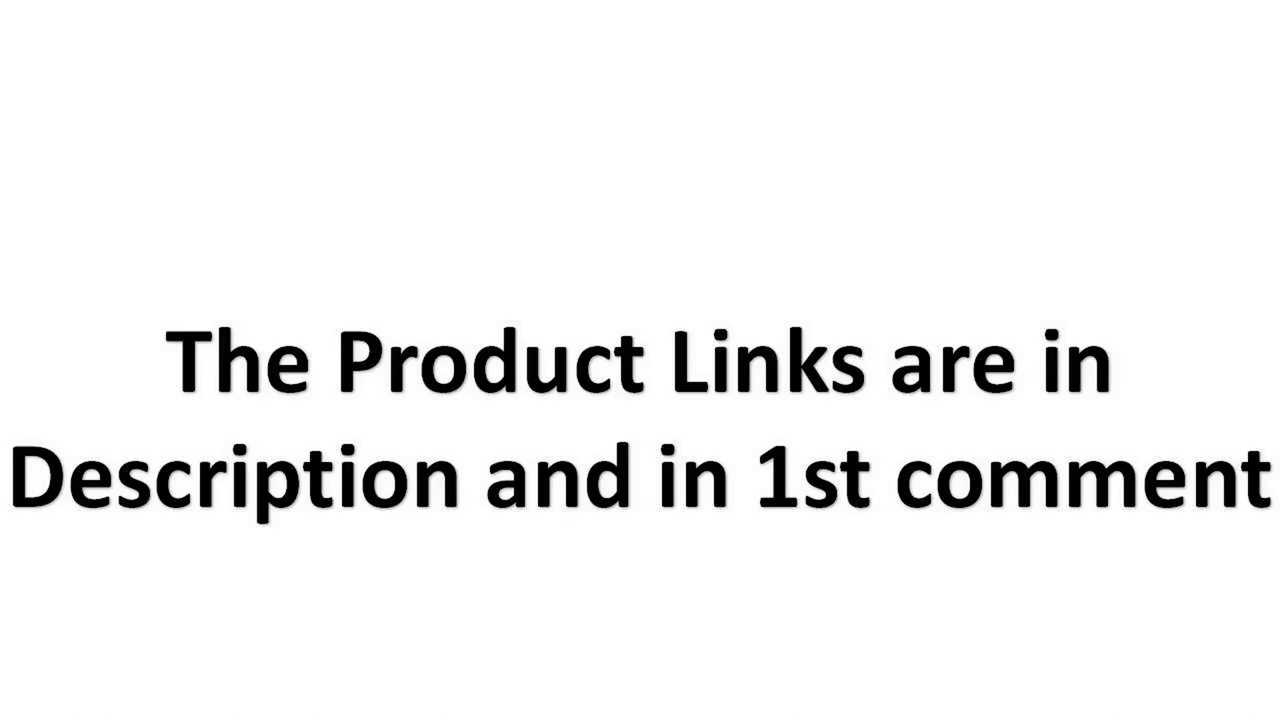 The Product Links are in
Description and in 1st comment